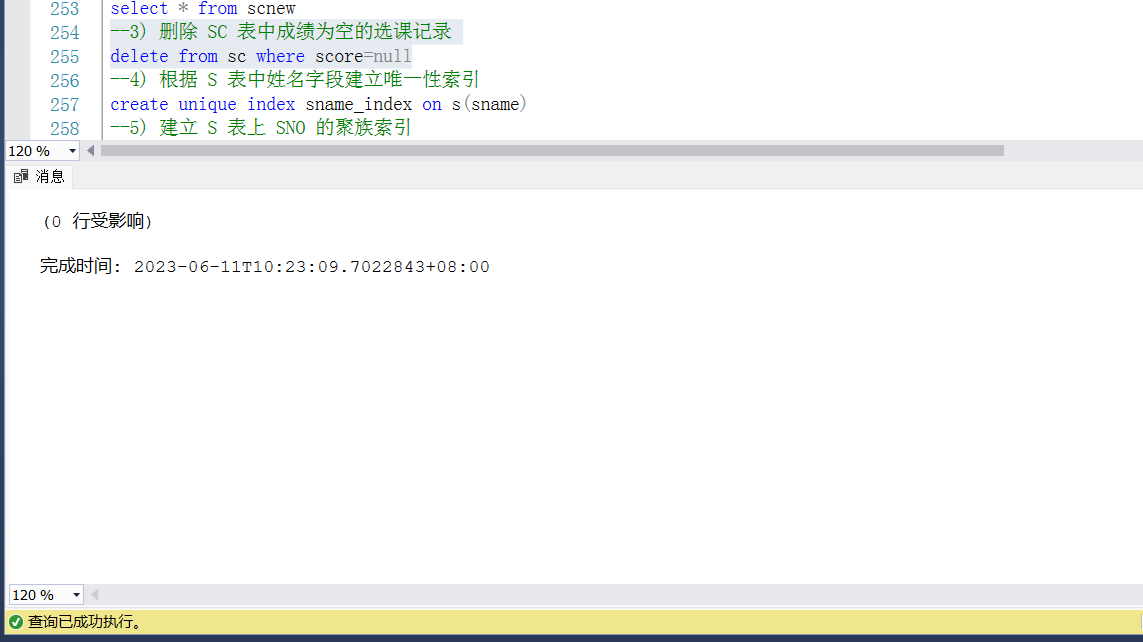 253 select * from scnew
254 --3) 删除 SC 表中成绩为空的选课记录
255 delete from sc where score=null
256 --4) 根据 S 表中姓名字段建立唯一性索引
257 create unique index sname_index on s(sname)
258 --5) 建立 S 表上 SNO 的聚族索引
120 %
消息
(0 行受影响)
完成时间: 2023-06-11T10:23:09.7022843+08:00
120 %
查询已成功执行。